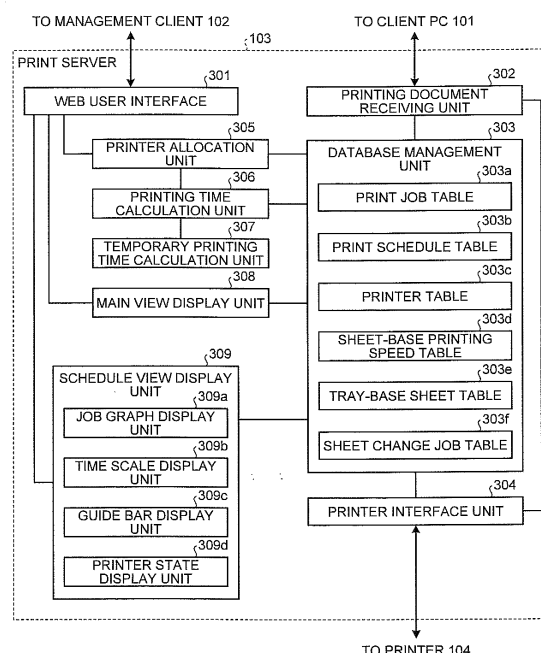 TO MANAGEMENT CLIENT 102
TO CLIENT PC 101
103
PRINT SERVER
301
WEB USER INTERFACE
302
PRINTING DOCUMENT
RECEIVING UNIT
305
PRINTER ALLOCATION
UNIT
306
PRINTING TIME
CALCULATION UNIT
307
TEMPORARY PRINTING
TIME CALCULATION UNIT
308
MAIN VIEW DISPLAY UNIT
303
DATABASE MANAGEMENT
UNIT
303a
PRINT JOB TABLE
303b
PRINT SCHEDULE TABLE
303c
PRINTER TABLE
303d
SHEET-BASE PRINTING
SPEED TABLE
303e
TRAY-BASE SHEET TABLE
303f
SHEET CHANGE JOB TABLE
309
SCHEDULE VIEW DISPLAY
UNIT
309a
JOB GRAPH DISPLAY
UNIT
309b
TIME SCALE DISPLAY
UNIT
309c
GUIDE BAR DISPLAY
UNIT
309d
PRINTER STATE
DISPLAY UNIT
304
PRINTER INTERFACE UNIT
TO PRINTER 104